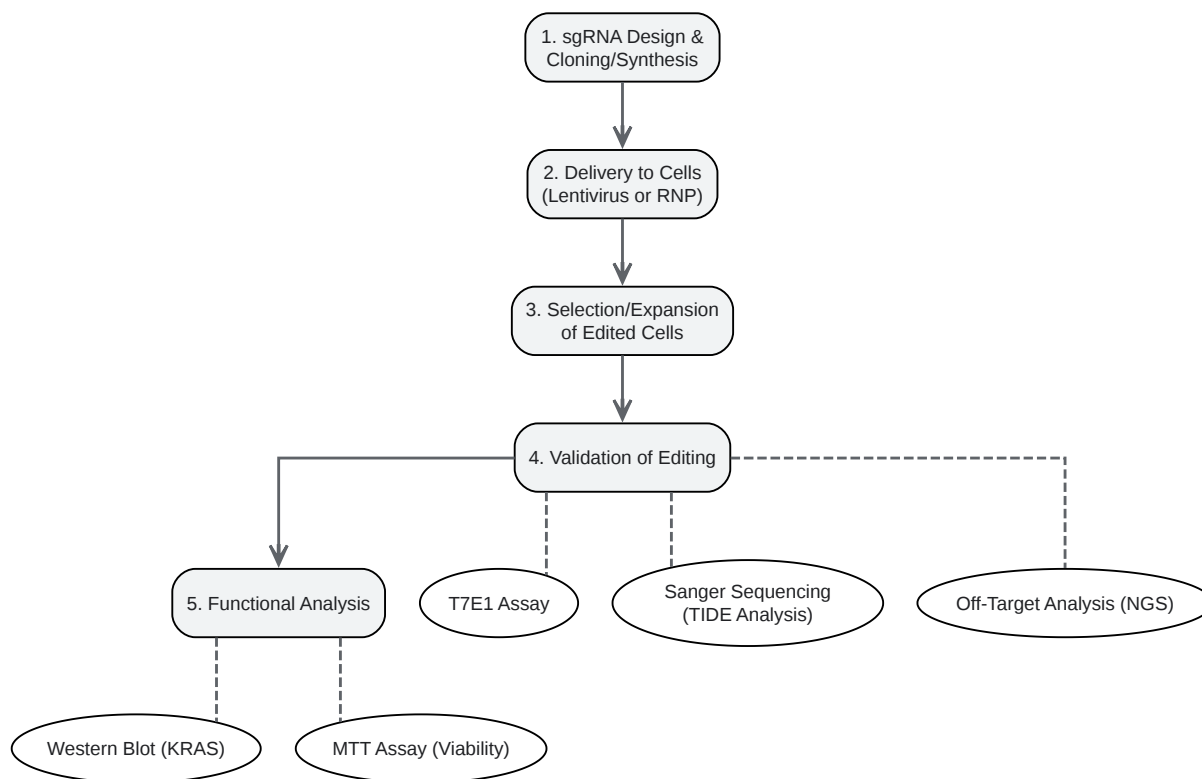 1. sgRNA Design &
Cloning/Synthesis
2. Delivery to Cells
(Lentivirus or RNP)
3. Selection/Expansion
of Edited Cells
4. Validation of Editing
5. Functional Analysis
T7E1 Assay
Sanger Sequencing
(TIDE Analysis)
Off-Target Analysis (NGS)
Western Blot (KRAS)
MTT Assay (Viability)